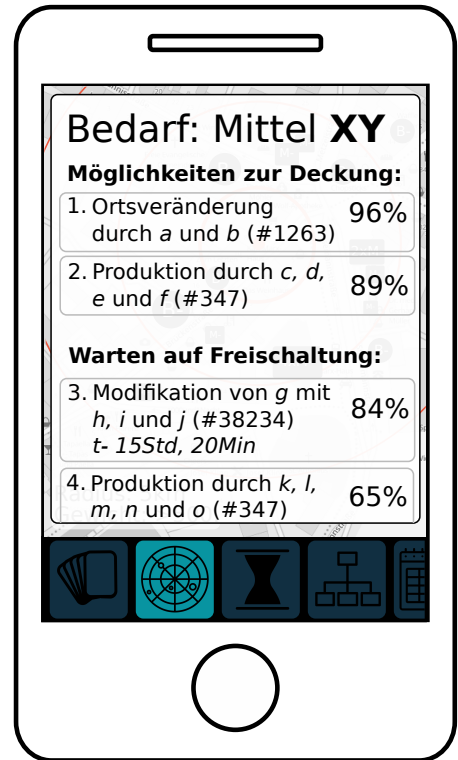 Bedarf: Mittel XY
Möglichkeiten zur Deckung:
1. Ortsveränderung 96%
durch a und b (#1263)
2. Produktion durch c, d, 89%
e und f (#347)
Warten auf Freischaltung:
3. Modifikation von g mit 84%
h, i und j (#38234)
t- 15Std, 20Min
4. Produktion durch k, l, 65%
m, n und o (#347)